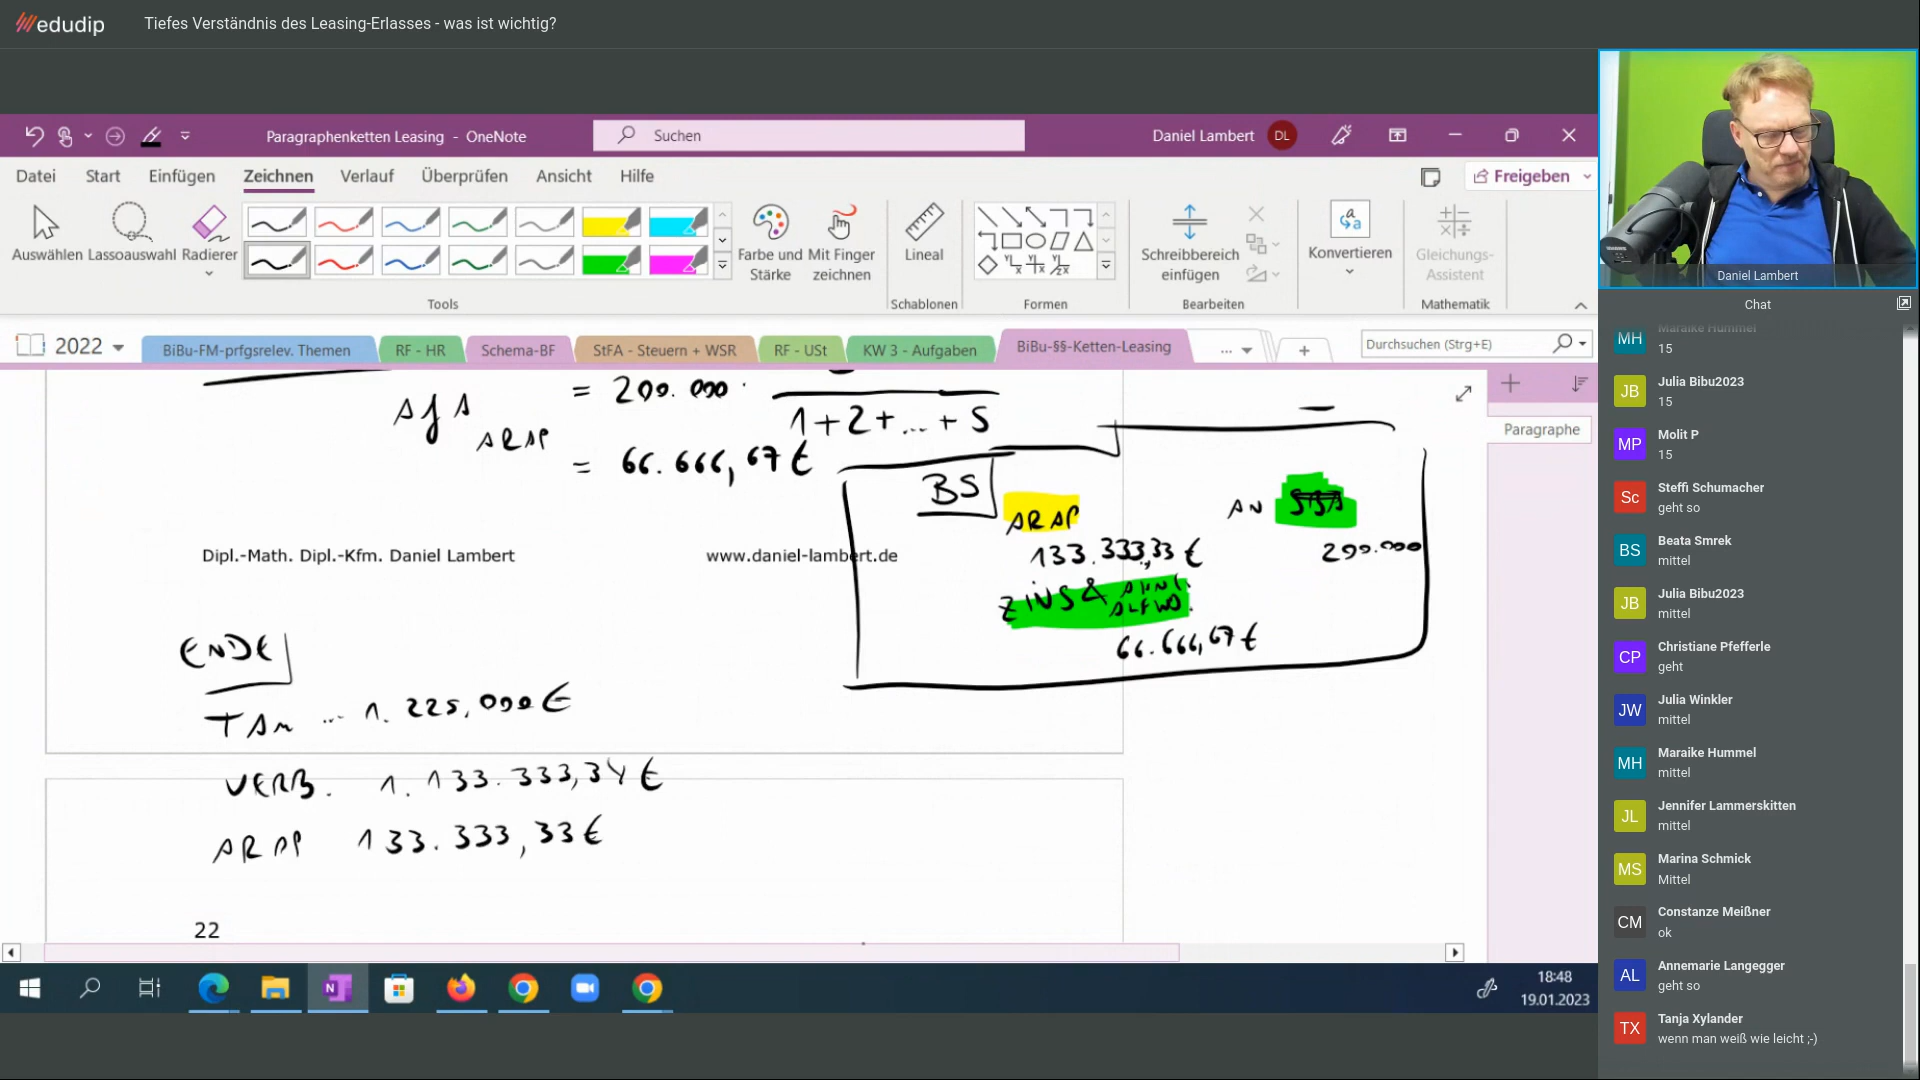 edudip
Tiefes Verständnis des Leasing-Erlasses - was ist wichtig?
Paragraphenketten Leasing - OneNote
Suchen
Daniel Lambert
DL
Datei
Start
Einfügen
Zeichnen
Verlauf
Überprüfen
Ansicht
Hilfe
Freigeben
Auswählen
Lassoauswahl
Radierer
Farbe und Stärke
Mit Finger zeichnen
Lineal
Schreibbereich einfügen
Konvertieren
Gleichungs-Assistent
Tools
Schablonen
Formen
Bearbeiten
Mathematik
2022
BiBu-FM-prfgsrelev. Themen
RF - HR
Schema-BF
StFA - Steuern + WSR
RF - USt
KW 3 - Aufgaben
BiBu-§§-Ketten-Leasing
...
Durchsuchen (Strg+E)
Paragraphe
AfA ARAP
= 200.000 ·
1+2+...+5
= 66.666,67 €
BS
ARAP
AN
133.333,33 €
200.000
ZINS &
66.666,67 €
Dipl.-Math. Dipl.-Kfm. Daniel Lambert
www.daniel-lambert.de
ENDE
TAn ... 1.225.000 €
VERB. 1.133.333,34 €
ARAP 133.333,33 €
22
18:48
19.01.2023
Daniel Lambert
Chat
MH
Maraike Hummel
15
JB
Julia Bibu2023
15
MP
Molit P
15
Sc
Steffi Schumacher
geht so
BS
Beata Smrek
mittel
JB
Julia Bibu2023
mittel
CP
Christiane Pfefferle
geht
JW
Julia Winkler
mittel
MH
Maraike Hummel
mittel
JL
Jennifer Lammerskitten
mittel
MS
Marina Schmick
Mittel
CM
Constanze Meißner
ok
AL
Annemarie Langegger
geht so
TX
Tanja Xylander
wenn man weiß wie leicht ;-)